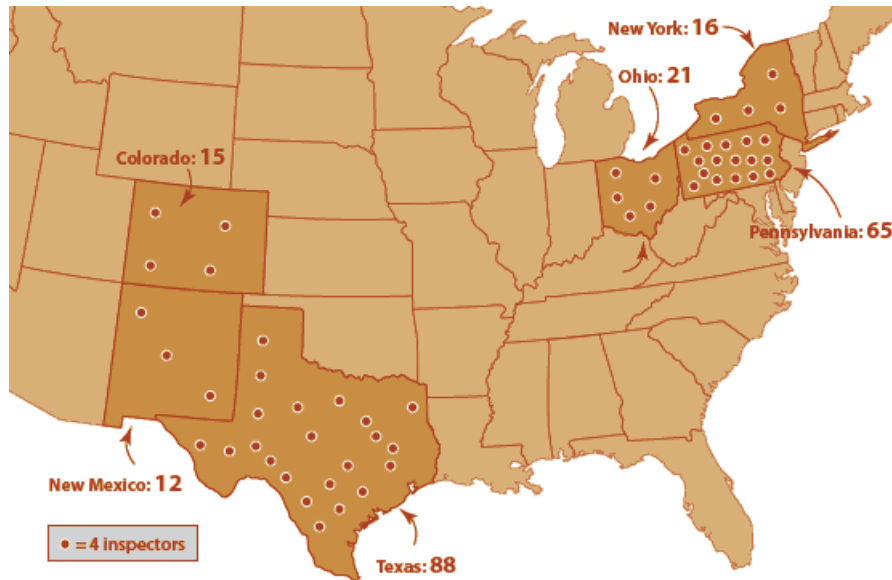 New York: 16
Ohio: 21
Colorado: 15
Pennsylvania: 65
New Mexico: 12
= 4 inspectors
Texas: 88